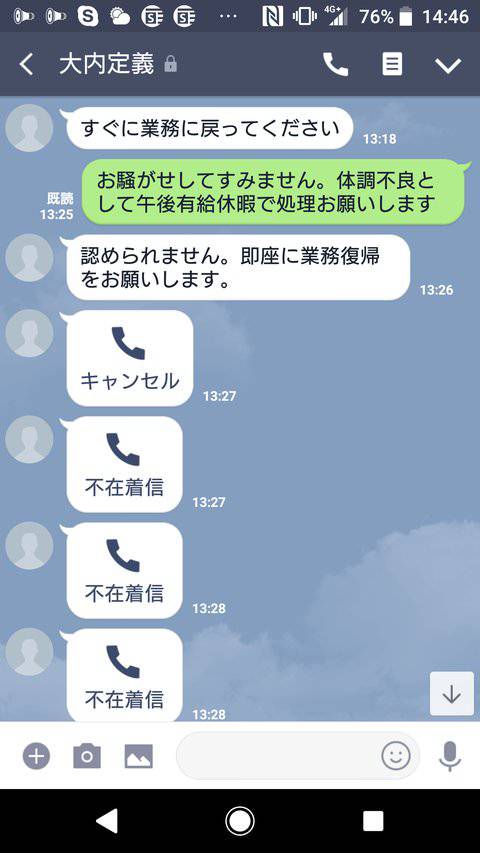 76% 14:46
4G+
大内定義
すぐに業務に戻ってください
13:18
お騒がせしてすみません。体調不良と
して午後有給休暇で処理お願いします
既読
13:25
認められません。即座に業務復帰
をお願いします。
13:26
キャンセル
13:27
不在着信
13:27
不在着信
13:28
不在着信
13:28